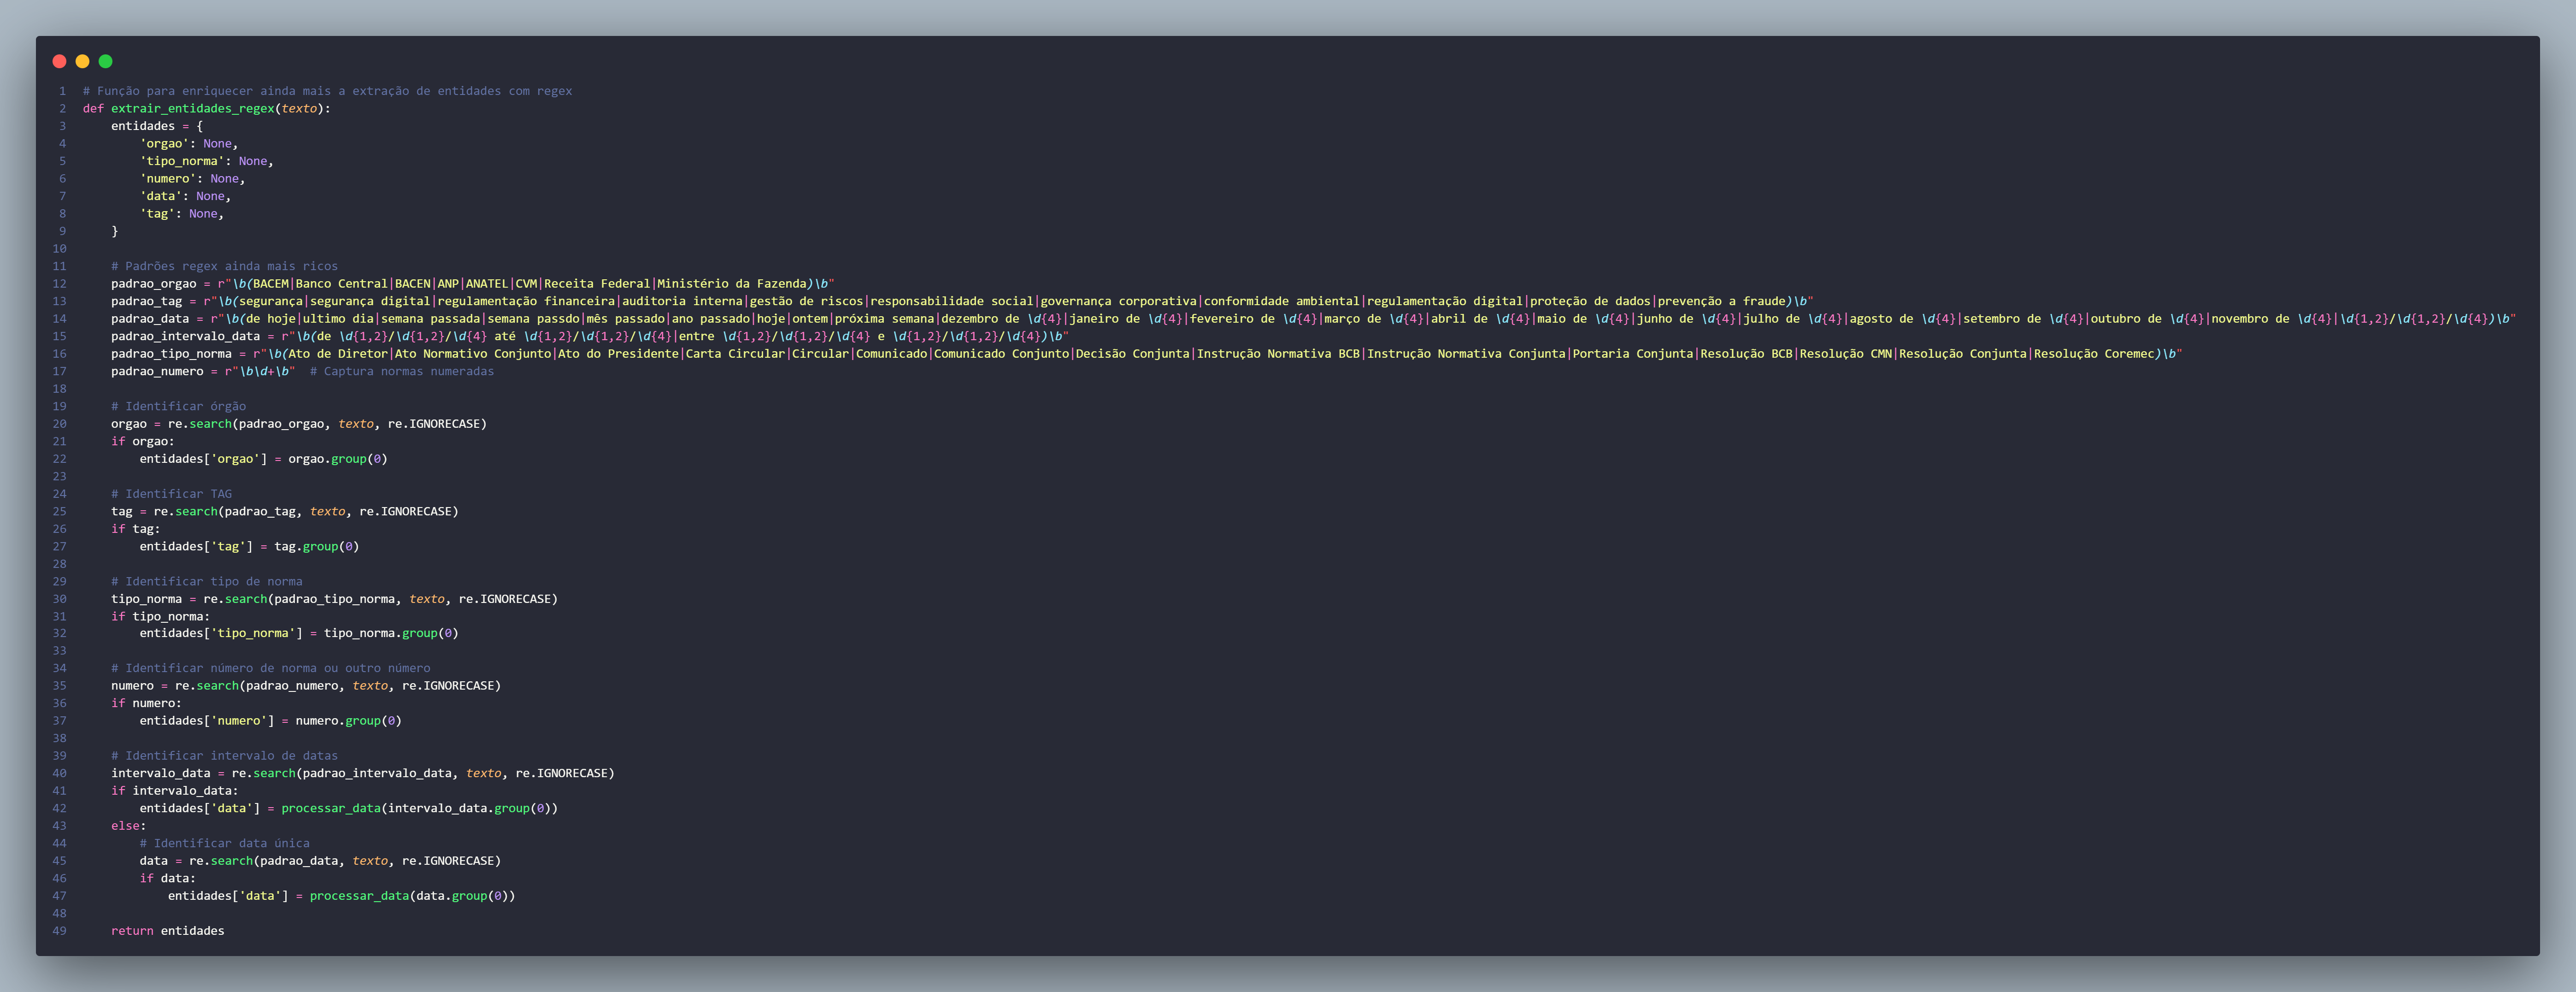 1 # Função para enriquecer ainda mais a extração de entidades com regex
2 def extrair_entidades_regex(texto):
3     entidades = {
4         'orgao': None,
5         'tipo_norma': None,
6         'numero': None,
7         'data': None,
8         'tag': None,
9     }
10
11     # Padrões regex ainda mais ricos
12     padrao_orgao = r"\b(BACEM|Banco Central|BACEN|ANP|ANATEL|CVM|Receita Federal|Ministério da Fazenda)\b"
13     padrao_tag = r"\b(segurança|segurança digital|regulamentação financeira|auditoria interna|gestão de riscos|responsabilidade social|governança corporativa|conformidade ambiental|regulamentação digital|proteção de dados|prevenção a fraude)\b"
14     padrao_data = r"\b(de hoje|ultimo dia|semana passada|semana passdo|mês passado|ano passado|hoje|ontem|próxima semana|dezembro de \d{4}|janeiro de \d{4}|fevereiro de \d{4}|março de \d{4}|abril de \d{4}|maio de \d{4}|junho de \d{4}|julho de \d{4}|agosto de \d{4}|setembro de \d{4}|outubro de \d{4}|novembro de \d{4}|\d{1,2}/\d{1,2}/\d{4})\b"
15     padrao_intervalo_data = r"\b(de \d{1,2}/\d{1,2}/\d{4} até \d{1,2}/\d{1,2}/\d{4}|entre \d{1,2}/\d{1,2}/\d{4} e \d{1,2}/\d{1,2}/\d{4})\b"
16     padrao_tipo_norma = r"\b(Ato de Diretor|Ato Normativo Conjunto|Ato do Presidente|Carta Circular|Circular|Comunicado|Comunicado Conjunto|Decisão Conjunta|Instrução Normativa BCB|Instrução Normativa Conjunta|Portaria Conjunta|Resolução BCB|Resolução CMN|Resolução Conjunta|Resolução Coremec)\b"
17     padrao_numero = r"\b\d+\b"  # Captura normas numeradas
18
19     # Identificar órgão
20     orgao = re.search(padrao_orgao, texto, re.IGNORECASE)
21     if orgao:
22         entidades['orgao'] = orgao.group(0)
23
24     # Identificar TAG
25     tag = re.search(padrao_tag, texto, re.IGNORECASE)
26     if tag:
27         entidades['tag'] = tag.group(0)
28
29     # Identificar tipo de norma
30     tipo_norma = re.search(padrao_tipo_norma, texto, re.IGNORECASE)
31     if tipo_norma:
32         entidades['tipo_norma'] = tipo_norma.group(0)
33
34     # Identificar número de norma ou outro número
35     numero = re.search(padrao_numero, texto, re.IGNORECASE)
36     if numero:
37         entidades['numero'] = numero.group(0)
38
39     # Identificar intervalo de datas
40     intervalo_data = re.search(padrao_intervalo_data, texto, re.IGNORECASE)
41     if intervalo_data:
42         entidades['data'] = processar_data(intervalo_data.group(0))
43     else:
44         # Identificar data única
45         data = re.search(padrao_data, texto, re.IGNORECASE)
46         if data:
47             entidades['data'] = processar_data(data.group(0))
48
49     return entidades